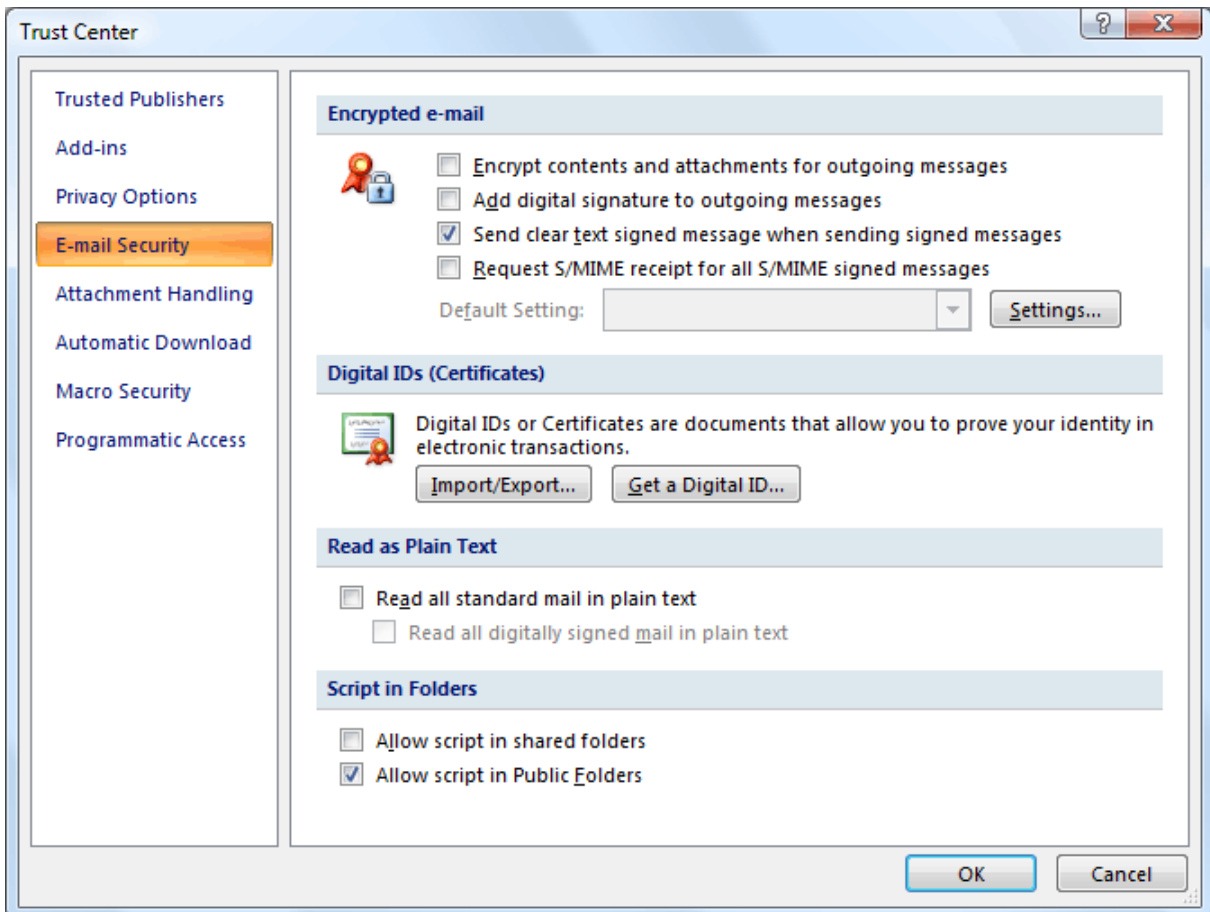 Trust Center
Trusted Publishers
Add-ins
Privacy Options
E-mail Security
Attachment Handling
Automatic Download
Macro Security
Programmatic Access
Encrypted e-mail
Encrypt contents and attachments for outgoing messages
Add digital signature to outgoing messages
Send clear text signed message when sending signed messages
Request S/MIME receipt for all S/MIME signed messages
Default Setting:
Settings...
Digital IDs (Certificates)
Digital IDs or Certificates are documents that allow you to prove your identity in
electronic transactions.
Import/Export...
Get a Digital ID...
Read as Plain Text
Read all standard mail in plain text
Read all digitally signed mail in plain text
Script in Folders
Allow script in shared folders
Allow script in Public Folders
OK
Cancel